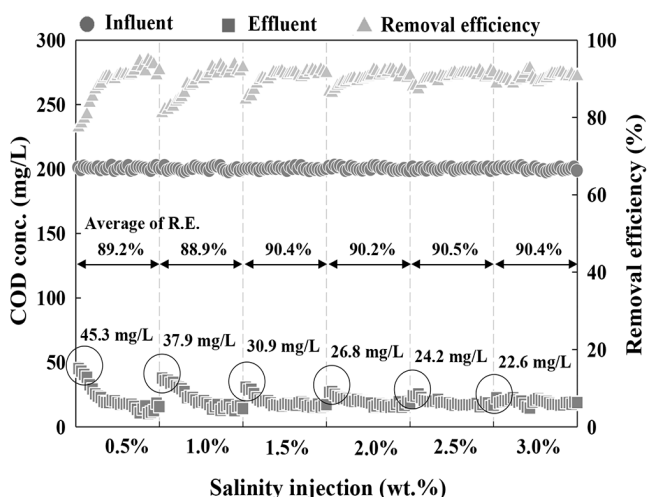 Influent Effluent Removal efficiency
300 100
250 80
200 60
150
100 40
50 20
0 0
COD conc. (mg/L)
Removal efficiency (%)
Average of R.E.
89.2% 88.9% 90.4% 90.2% 90.5% 90.4%
45.3 mg/L 37.9 mg/L 30.9 mg/L 26.8 mg/L 24.2 mg/L 22.6 mg/L
0.5% 1.0% 1.5% 2.0% 2.5% 3.0%
Salinity injection (wt.%)